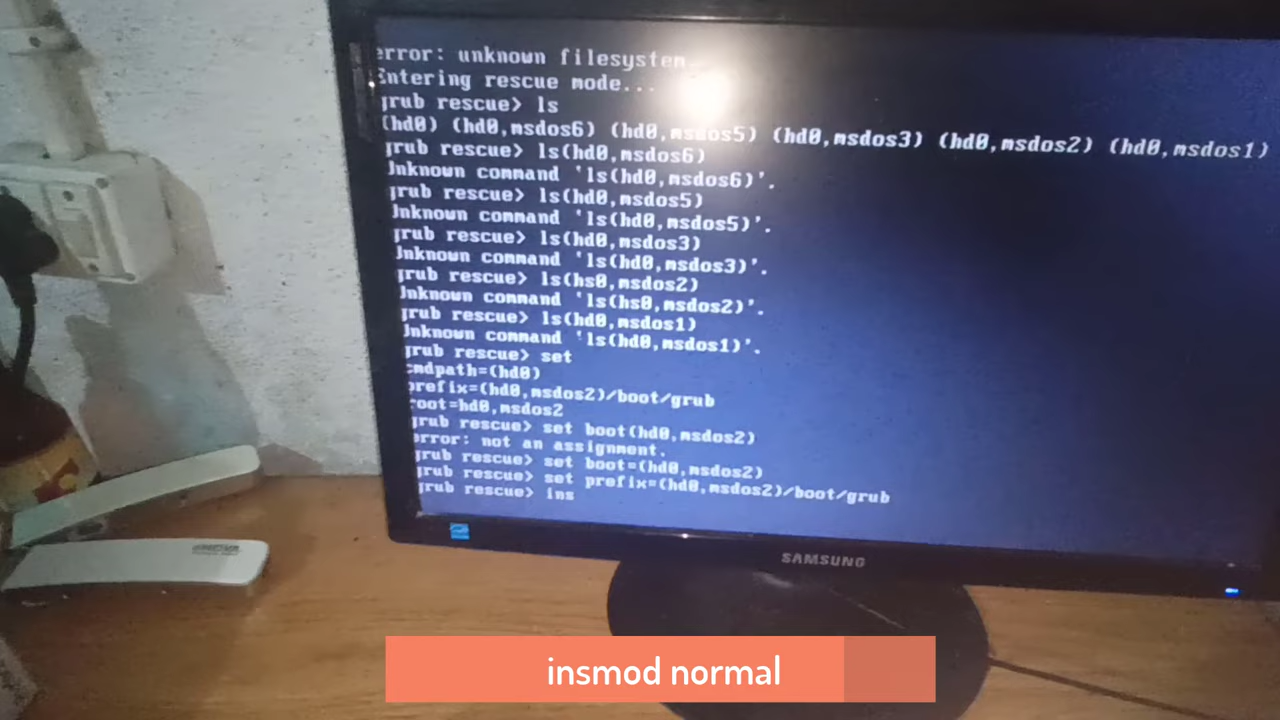 error: unknown filesystem.
Entering rescue mode...
grub rescue> ls
(hd0) (hd0,msdos6) (hd0,msdos5) (hd0,msdos3) (hd0,msdos2) (hd0,msdos1)
grub rescue> ls(hd0,msdos6)
Unknown command 'ls(hd0,msdos6)'.
grub rescue> ls(hd0,msdos5)
Unknown command 'ls(hd0,msdos5)'.
grub rescue> ls(hd0,msdos3)
Unknown command 'ls(hd0,msdos3)'.
grub rescue> ls(hs0,msdos2)
Unknown command 'ls(hs0,msdos2)'.
grub rescue> ls(hd0,msdos1)
Unknown command 'ls(hd0,msdos1)'.
grub rescue> set
cmdpath=(hd0)
prefix=(hd0,msdos2)/boot/grub
root=hd0,msdos2
grub rescue> set boot(hd0,msdos2)
error: not an assignment.
grub rescue> set boot=(hd0,msdos2)
grub rescue> set prefix=(hd0,msdos2)/boot/grub
grub rescue> ins
SAMSUNG
insmod normal